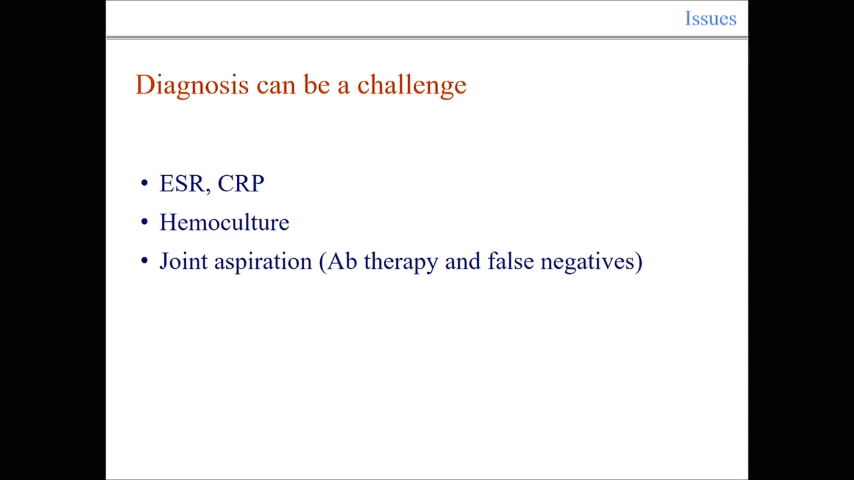 Issues
Diagnosis can be a challenge
• ESR, CRP
• Hemoculture
• Joint aspiration (Ab therapy and false negatives)